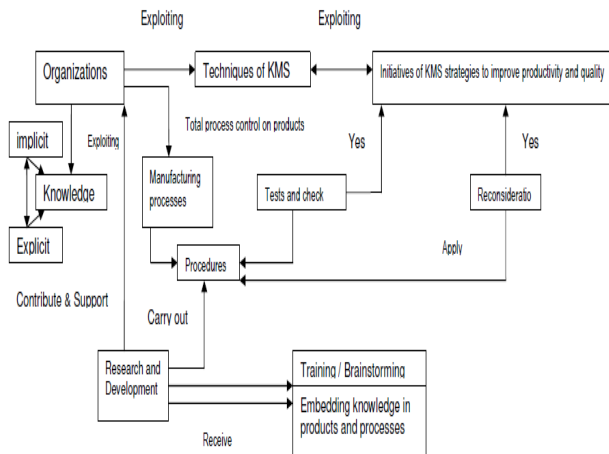 Exploiting
Exploiting
Organizations
Techniques of KMS
Initiatives of KMS strategies to improve productivity and quality
Total process control on products
implicit
Exploiting
Yes
Yes
Knowledge
Manufacturing
processes
Tests and check
Reconsideratio
Explicit
Procedures
Apply
Contribute & Support
Carry out
Research and
Development
Training / Brainstorming
Embedding knowledge in
products and processes
Receive